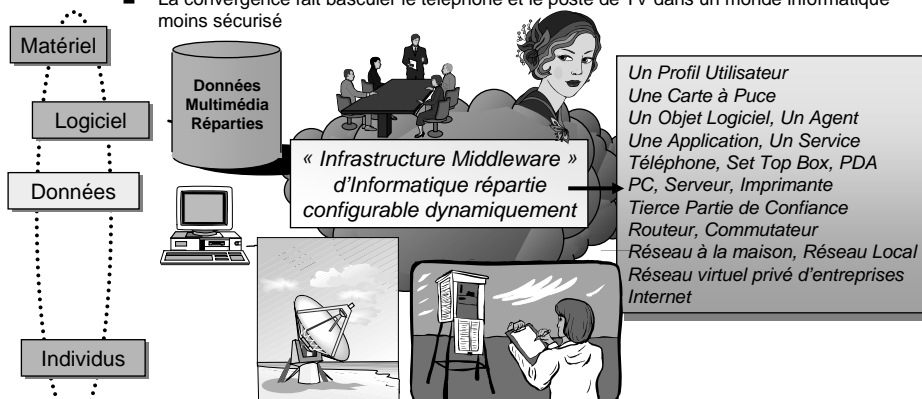 La convergence fait basculer le téléphone et le poste de TV dans un monde informatique
moins sécurisé
Matériel
Logiciel
Données
Individus
Données
Multimédia
Réparties
« Infrastructure Middleware »
d’Informatique répartie
configurable dynamiquement
Un Profil Utilisateur
Une Carte à Puce
Un Objet Logiciel, Un Agent
Une Application, Un Service
Téléphone, Set Top Box, PDA
PC, Serveur, Imprimante
Tierce Partie de Confiance
Routeur, Commutateur
Réseau à la maison, Réseau Local
Réseau virtuel privé d’entreprises
Internet